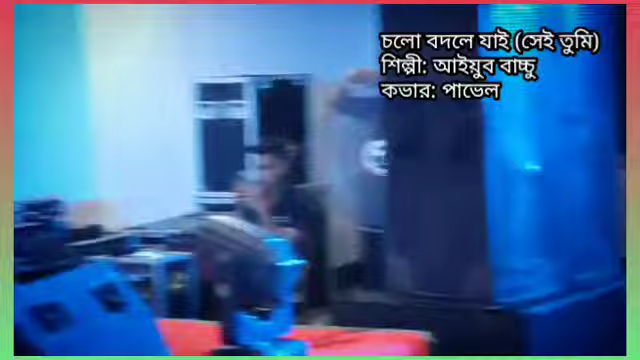 চলো বদলে যাই (সেই তুমি)
শিল্পী: আইয়ুব বাচ্চু
কভার: পাভেল